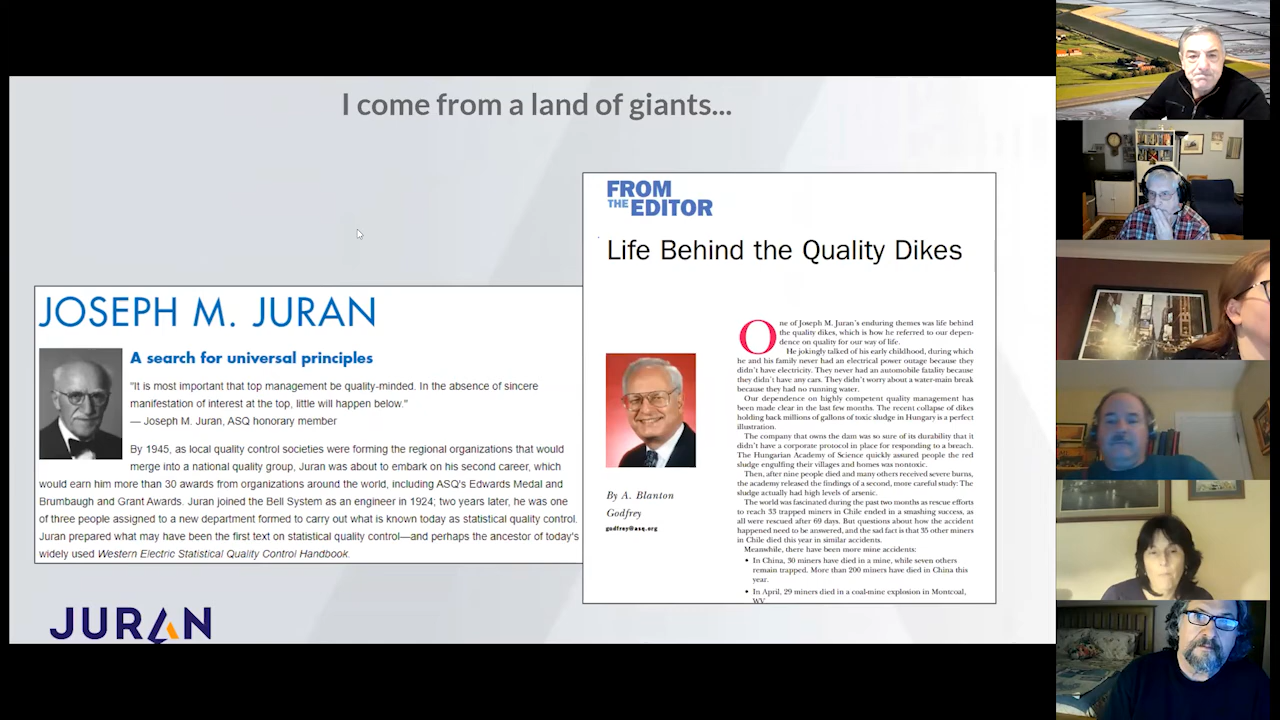 I come from a land of giants...
JOSEPH M. JURAN
A search for universal principles
"It is most important that top management be quality-minded. In the absence of sincere
manifestation of interest at the top, little will happen below."
— Joseph M. Juran, ASQ honorary member
By 1945, as local quality control societies were forming the regional organizations that would
merge into a national quality group, Juran was about to embark on his second career, which
would earn him more than 30 awards from organizations around the world, including ASQ's Edwards Medal and
Brumbaugh and Grant Awards. Juran joined the Bell System as an engineer in 1924; two years later, he was one
of three people assigned to a new department formed to carry out what is known today as statistical quality control.
Juran prepared what may have been the first text on statistical quality control—and perhaps the ancestor of today's
widely used Western Electric Statistical Quality Control Handbook.
JURAN
FROM
THE EDITOR
Life Behind the Quality Dikes
By A. Blanton
Godfrey
godfrey@asq.org
One of Joseph M. Juran's enduring themes was life behind
the quality dikes, which is how he referred to our depen-
dence on quality for our way of life.
He jokingly talked of his early childhood, during which
he and his family never had an electrical power outage because they
didn't have electricity. They never had an automobile fatality because
they didn't have any cars. They didn't worry about a water-main break
because they had no running water.
Our dependence on highly competent quality management has
been made clear in the last few months. The recent collapse of dikes
holding back millions of gallons of toxic sludge in Hungary is a perfect
illustration.
The company that owns the dam was so sure of its durability that it
didn't have a corporate protocol in place for responding to a breach.
The Hungarian Academy of Science quickly assured people the red
sludge engulfing their villages and homes was nontoxic.
Then, after nine people died and many others received severe burns,
the academy released the findings of a second, more careful study: The
sludge actually had high levels of arsenic.
The world was fascinated during the past two months as rescue efforts
to reach 33 trapped miners in Chile ended in a smashing success, as
all were rescued after 69 days. But questions about how the accident
happened need to be answered, and the sad fact is that 35 other miners
in Chile died this year in similar accidents.
Meanwhile, there have been more mine accidents:
• In China, 30 miners have died in a mine, while seven others
remain trapped. More than 200 miners have died in China this
year.
• In April, 29 miners died in a coal-mine explosion in Montcoal,
WV.